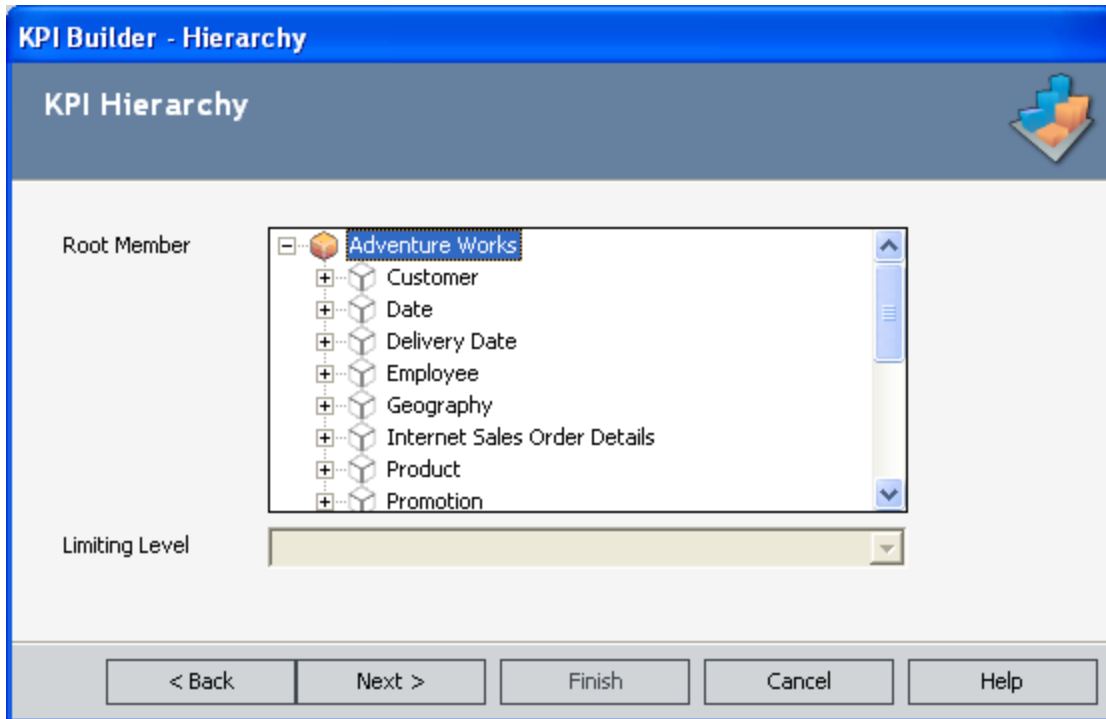 KPI Builder - Hierarchy
KPI Hierarchy
Root Member
Adventure Works
Customer
Date
Delivery Date
Employee
Geography
Internet Sales Order Details
Product
Promotion
Limiting Level
< Back Next > Finish Cancel Help